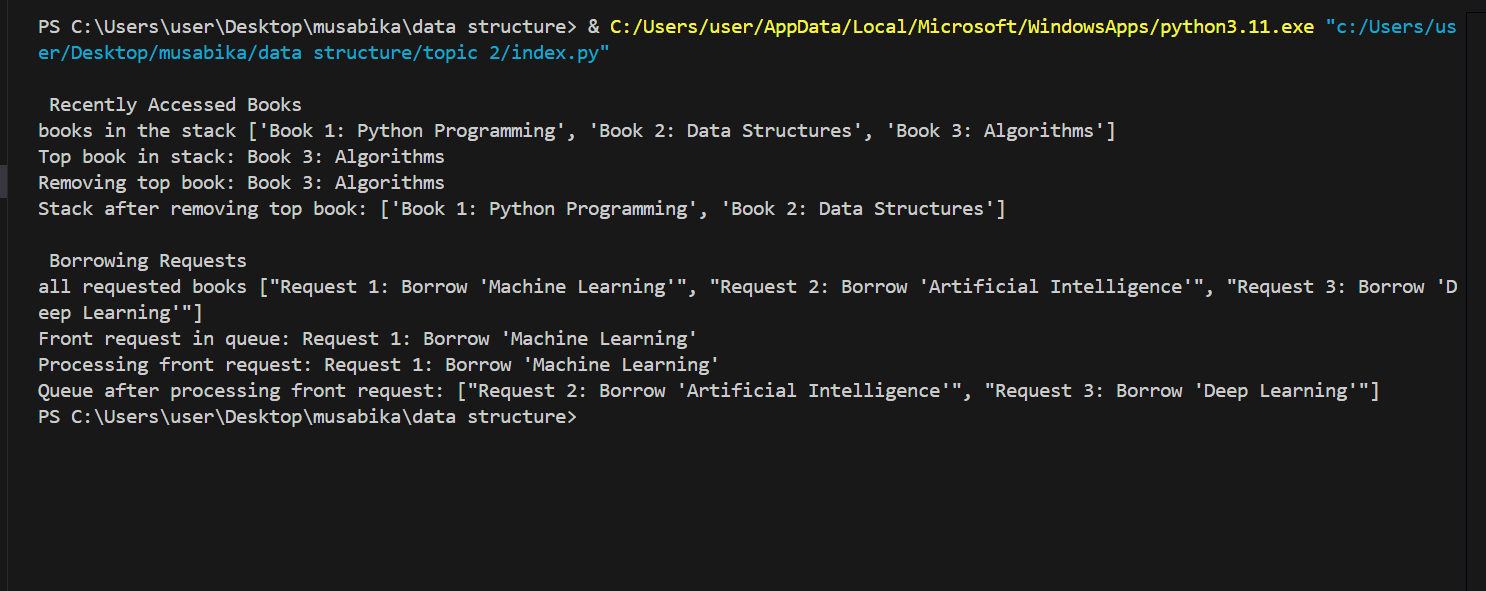 PS C:\Users\user\Desktop\musabika\data structure> & C:/Users/user/AppData/Local/Microsoft/WindowsApps/python3.11.exe "c:/Users/us
er/Desktop/musabika/data structure/topic 2/index.py"
Recently Accessed Books
books in the stack ['Book 1: Python Programming', 'Book 2: Data Structures', 'Book 3: Algorithms']
Top book in stack: Book 3: Algorithms
Removing top book: Book 3: Algorithms
Stack after removing top book: ['Book 1: Python Programming', 'Book 2: Data Structures']
Borrowing Requests
all requested books ["Request 1: Borrow 'Machine Learning'", "Request 2: Borrow 'Artificial Intelligence'", "Request 3: Borrow 'D
eep Learning'"]
Front request in queue: Request 1: Borrow 'Machine Learning'
Processing front request: Request 1: Borrow 'Machine Learning'
Queue after processing front request: ["Request 2: Borrow 'Artificial Intelligence'", "Request 3: Borrow 'Deep Learning'"]
PS C:\Users\user\Desktop\musabika\data structure>